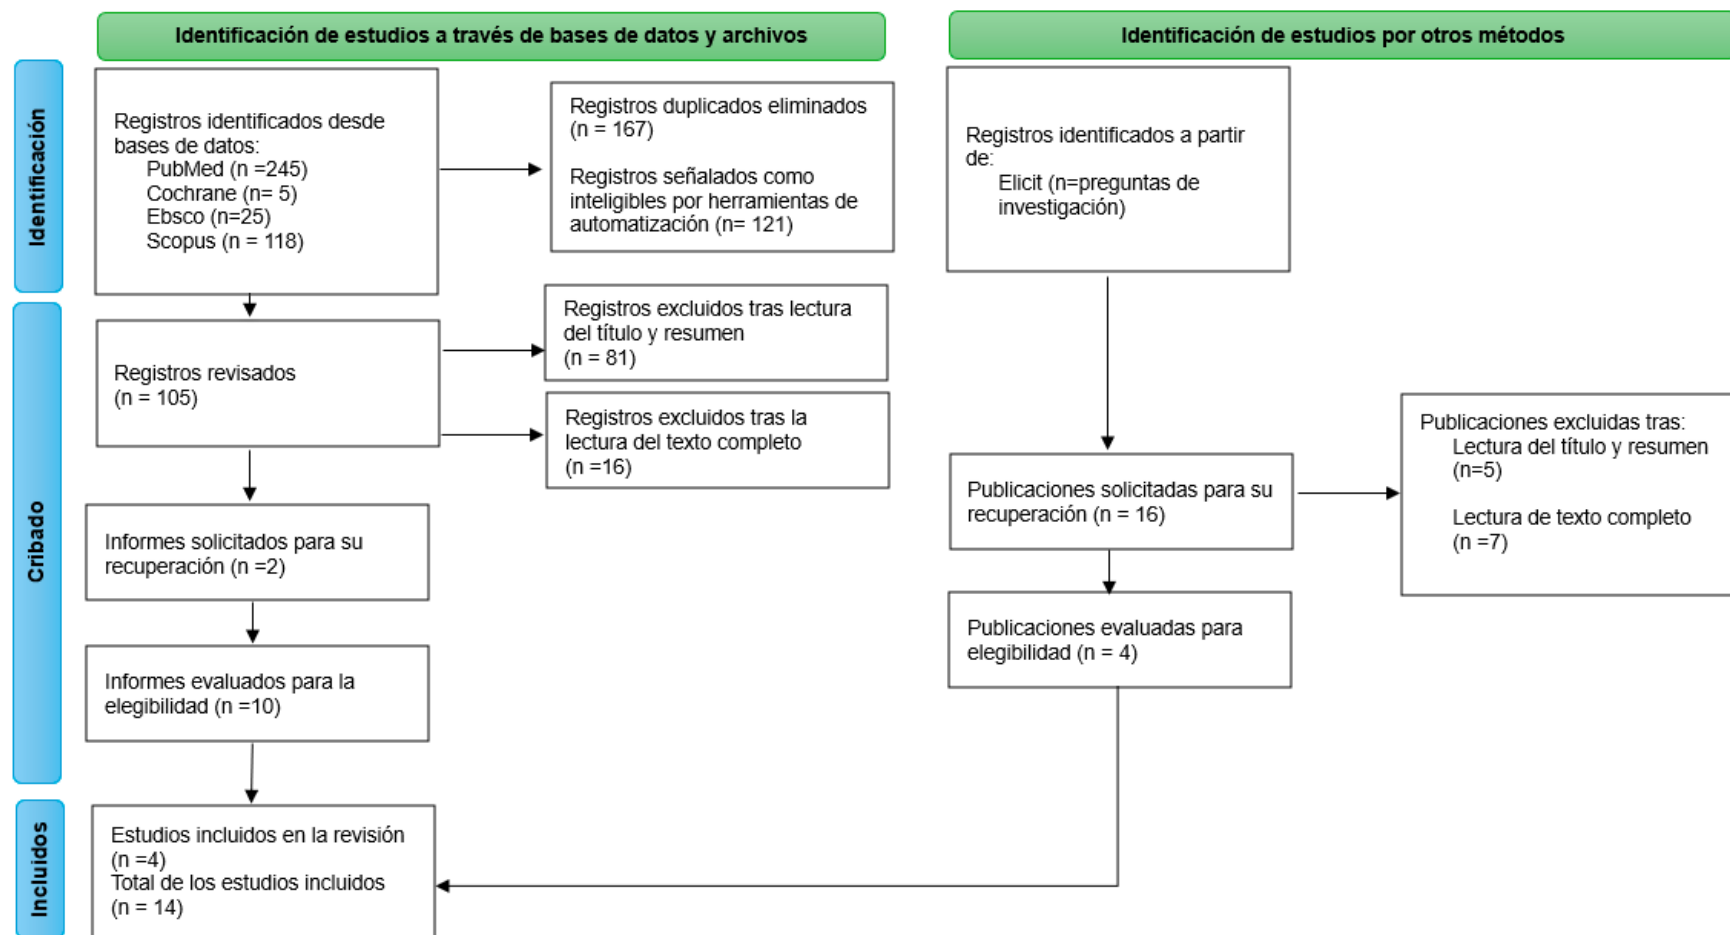 Identificación de estudios a través de bases de datos y archivos
Identificación de estudios por otros métodos
Identificación
Registros identificados desde
bases de datos:
PubMed (n =245)
Cochrane (n= 5)
Ebsco (n=25)
Scopus (n = 118)
Registros duplicados eliminados
(n = 167)
Registros señalados como
inteligibles por herramientas de
automatización (n= 121)
Registros identificados a partir
de:
Elicit (n=preguntas de
investigación)
Cribado
Registros revisados
(n = 105)
Registros excluidos tras lectura
del título y resumen
(n = 81)
Registros excluidos tras la
lectura del texto completo
(n =16)
Informes solicitados para su
recuperación (n =2)
Informes evaluados para la
elegibilidad (n =10)
Publicaciones solicitadas para su
recuperación (n = 16)
Publicaciones excluidas tras:
Lectura del título y resumen
(n=5)
Lectura de texto completo
(n =7)
Publicaciones evaluadas para
elegibilidad (n = 4)
Incluidos
Estudios incluidos en la revisión
(n =4)
Total de los estudios incluidos
(n = 14)